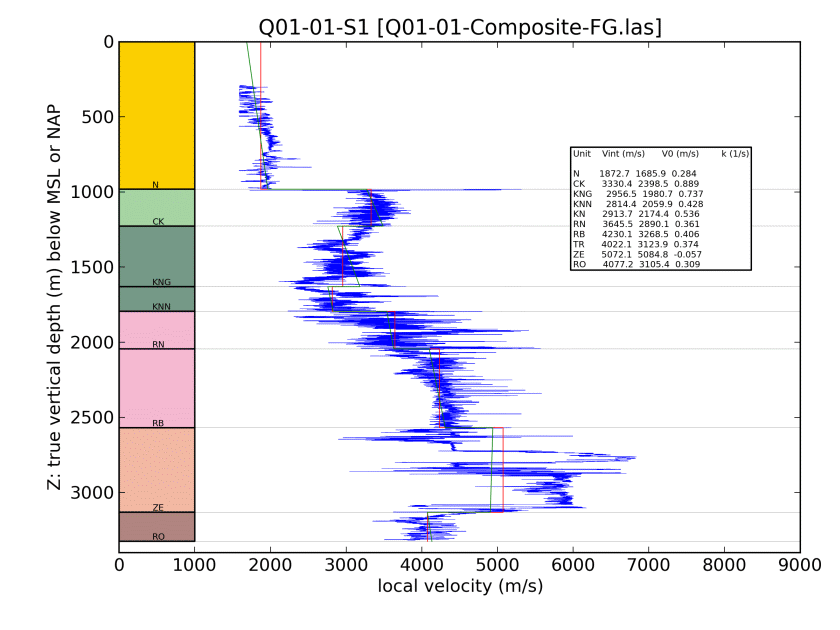 Q01-01-S1 [Q01-01-Composite-FG.las]
Z: true vertical depth (m) below MSL or NAP
0
500
1000
1500
2000
2500
3000
N
CK
KNG
KNN
RN
RB
ZE
RO
Unit Vint (m/s) V0 (m/s) k (1/s)
N 1872.7 1685.9 0.284
CK 3330.4 2398.5 0.889
KNG 2956.5 1980.7 0.737
KNN 2814.4 2059.9 0.428
KN 2913.7 2174.4 0.536
RN 3645.5 2890.1 0.361
RB 4230.1 3268.5 0.406
TR 4022.1 3123.9 0.374
ZE 5072.1 5084.8 -0.057
RO 4077.2 3105.4 0.309
0 1000 2000 3000 4000 5000 6000 7000 8000 9000
local velocity (m/s)